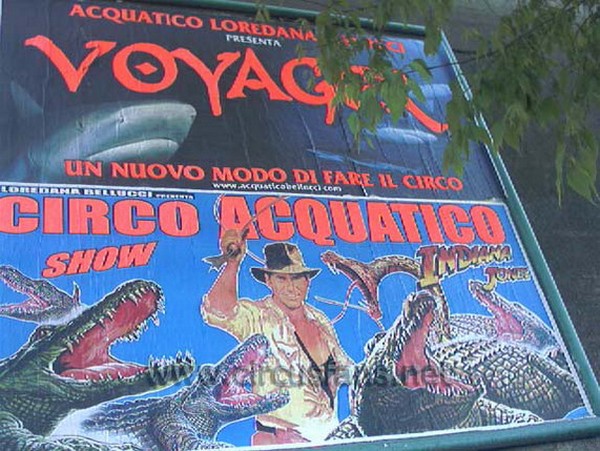 ACQUATICO LOREDANA
PRESENTA
VOYAGER
UN NUOVO MODO DI FARE IL CIRCO
www.acquaticobellucci.com
LOREDANA BELLUCCI PRESENTA
CIRCO ACQUATICO
SHOW
INDIANA
JONES
www.circusfans.net